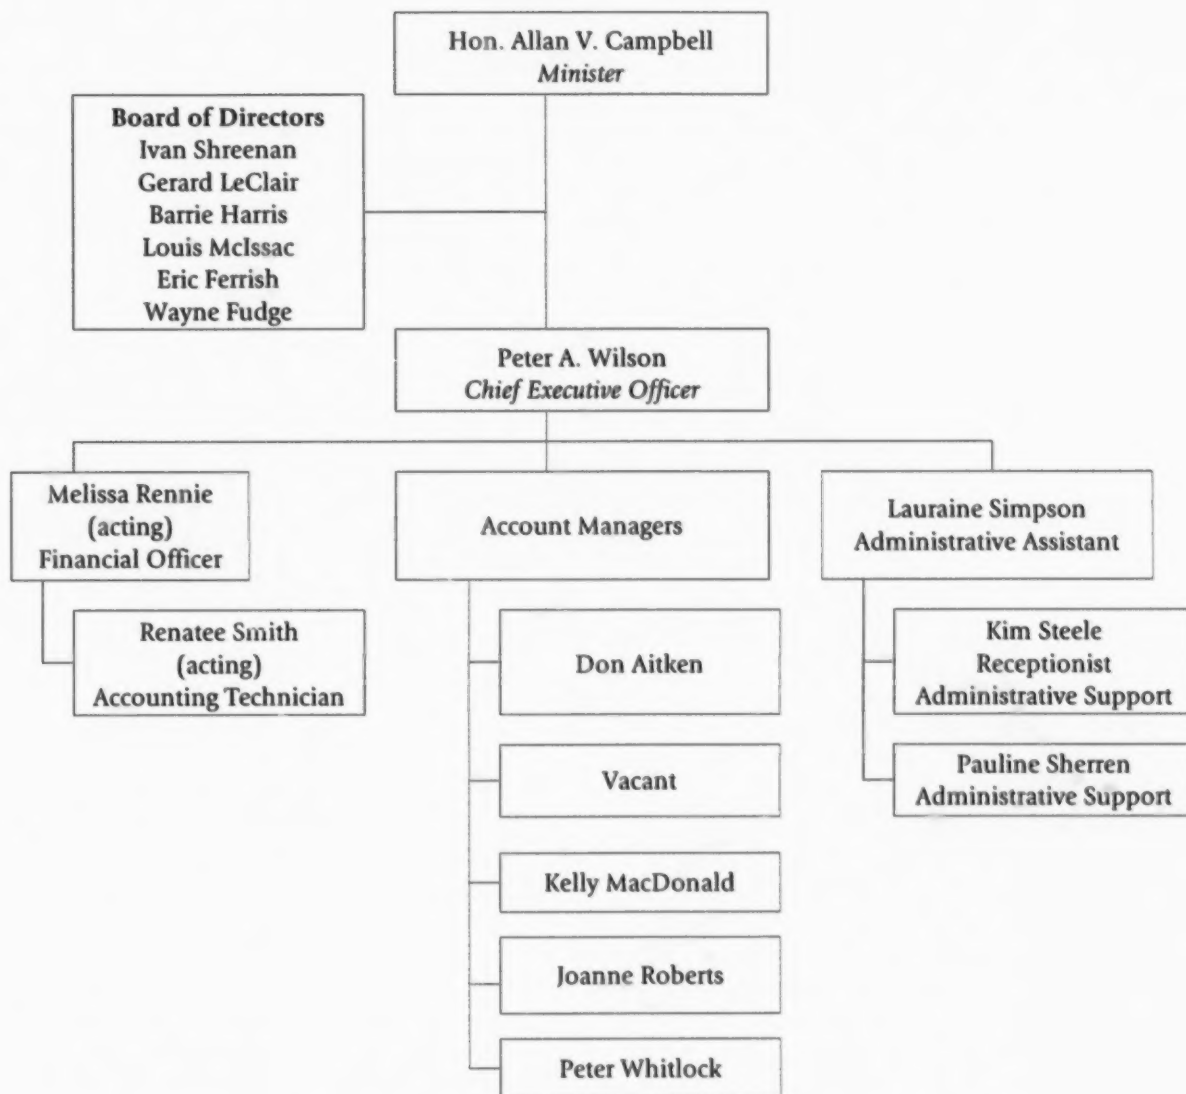 Hon. Allan V. Campbell
Minister
Board of Directors
Ivan Shreenan
Gerard LeClair
Barrie Harris
Louis McIssac
Eric Ferrish
Wayne Fudge
Peter A. Wilson
Chief Executive Officer
Melissa Rennie
(acting)
Financial Officer
Renatee Smith
(acting)
Accounting Technician
Account Managers
Don Aitken
Vacant
Kelly MacDonald
Joanne Roberts
Peter Whitlock
Lauraine Simpson
Administrative Assistant
Kim Steele
Receptionist
Administrative Support
Pauline Sherren
Administrative Support